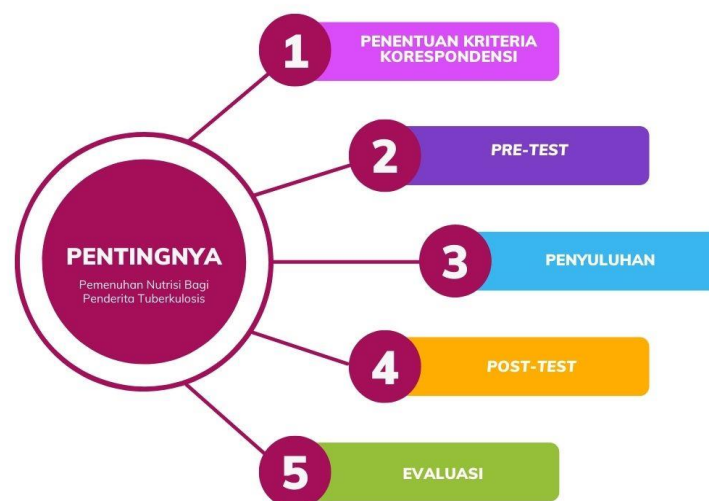 PENTINGNYA
Pemenuhan Nutrisi Bagi
Penderita Tuberkulosis
1
PENENTUAN KRITERIA
KORESPONDENSI
2
PRE-TEST
3
PENYULUHAN
4
POST-TEST
5
EVALUASI